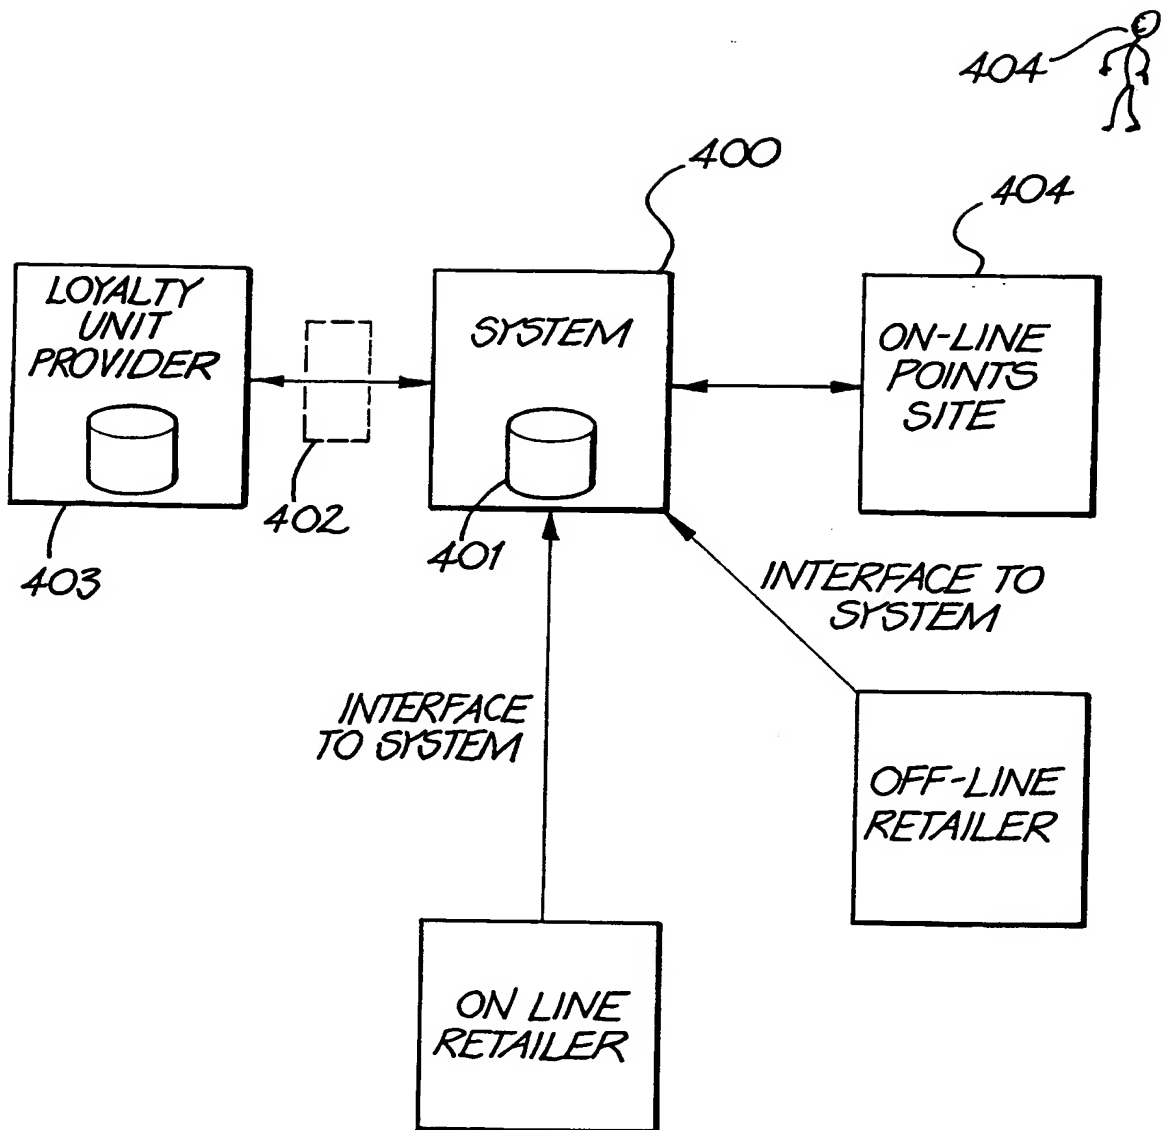 404
400
404
LOYALTY
UNIT
PROVIDER
SYSTEM
ON-LINE
POINTS
SITE
402
401
403
INTERFACE TO
SYSTEM
INTERFACE
TO SYSTEM
OFF-LINE
RETAILER
ON LINE
RETAILER